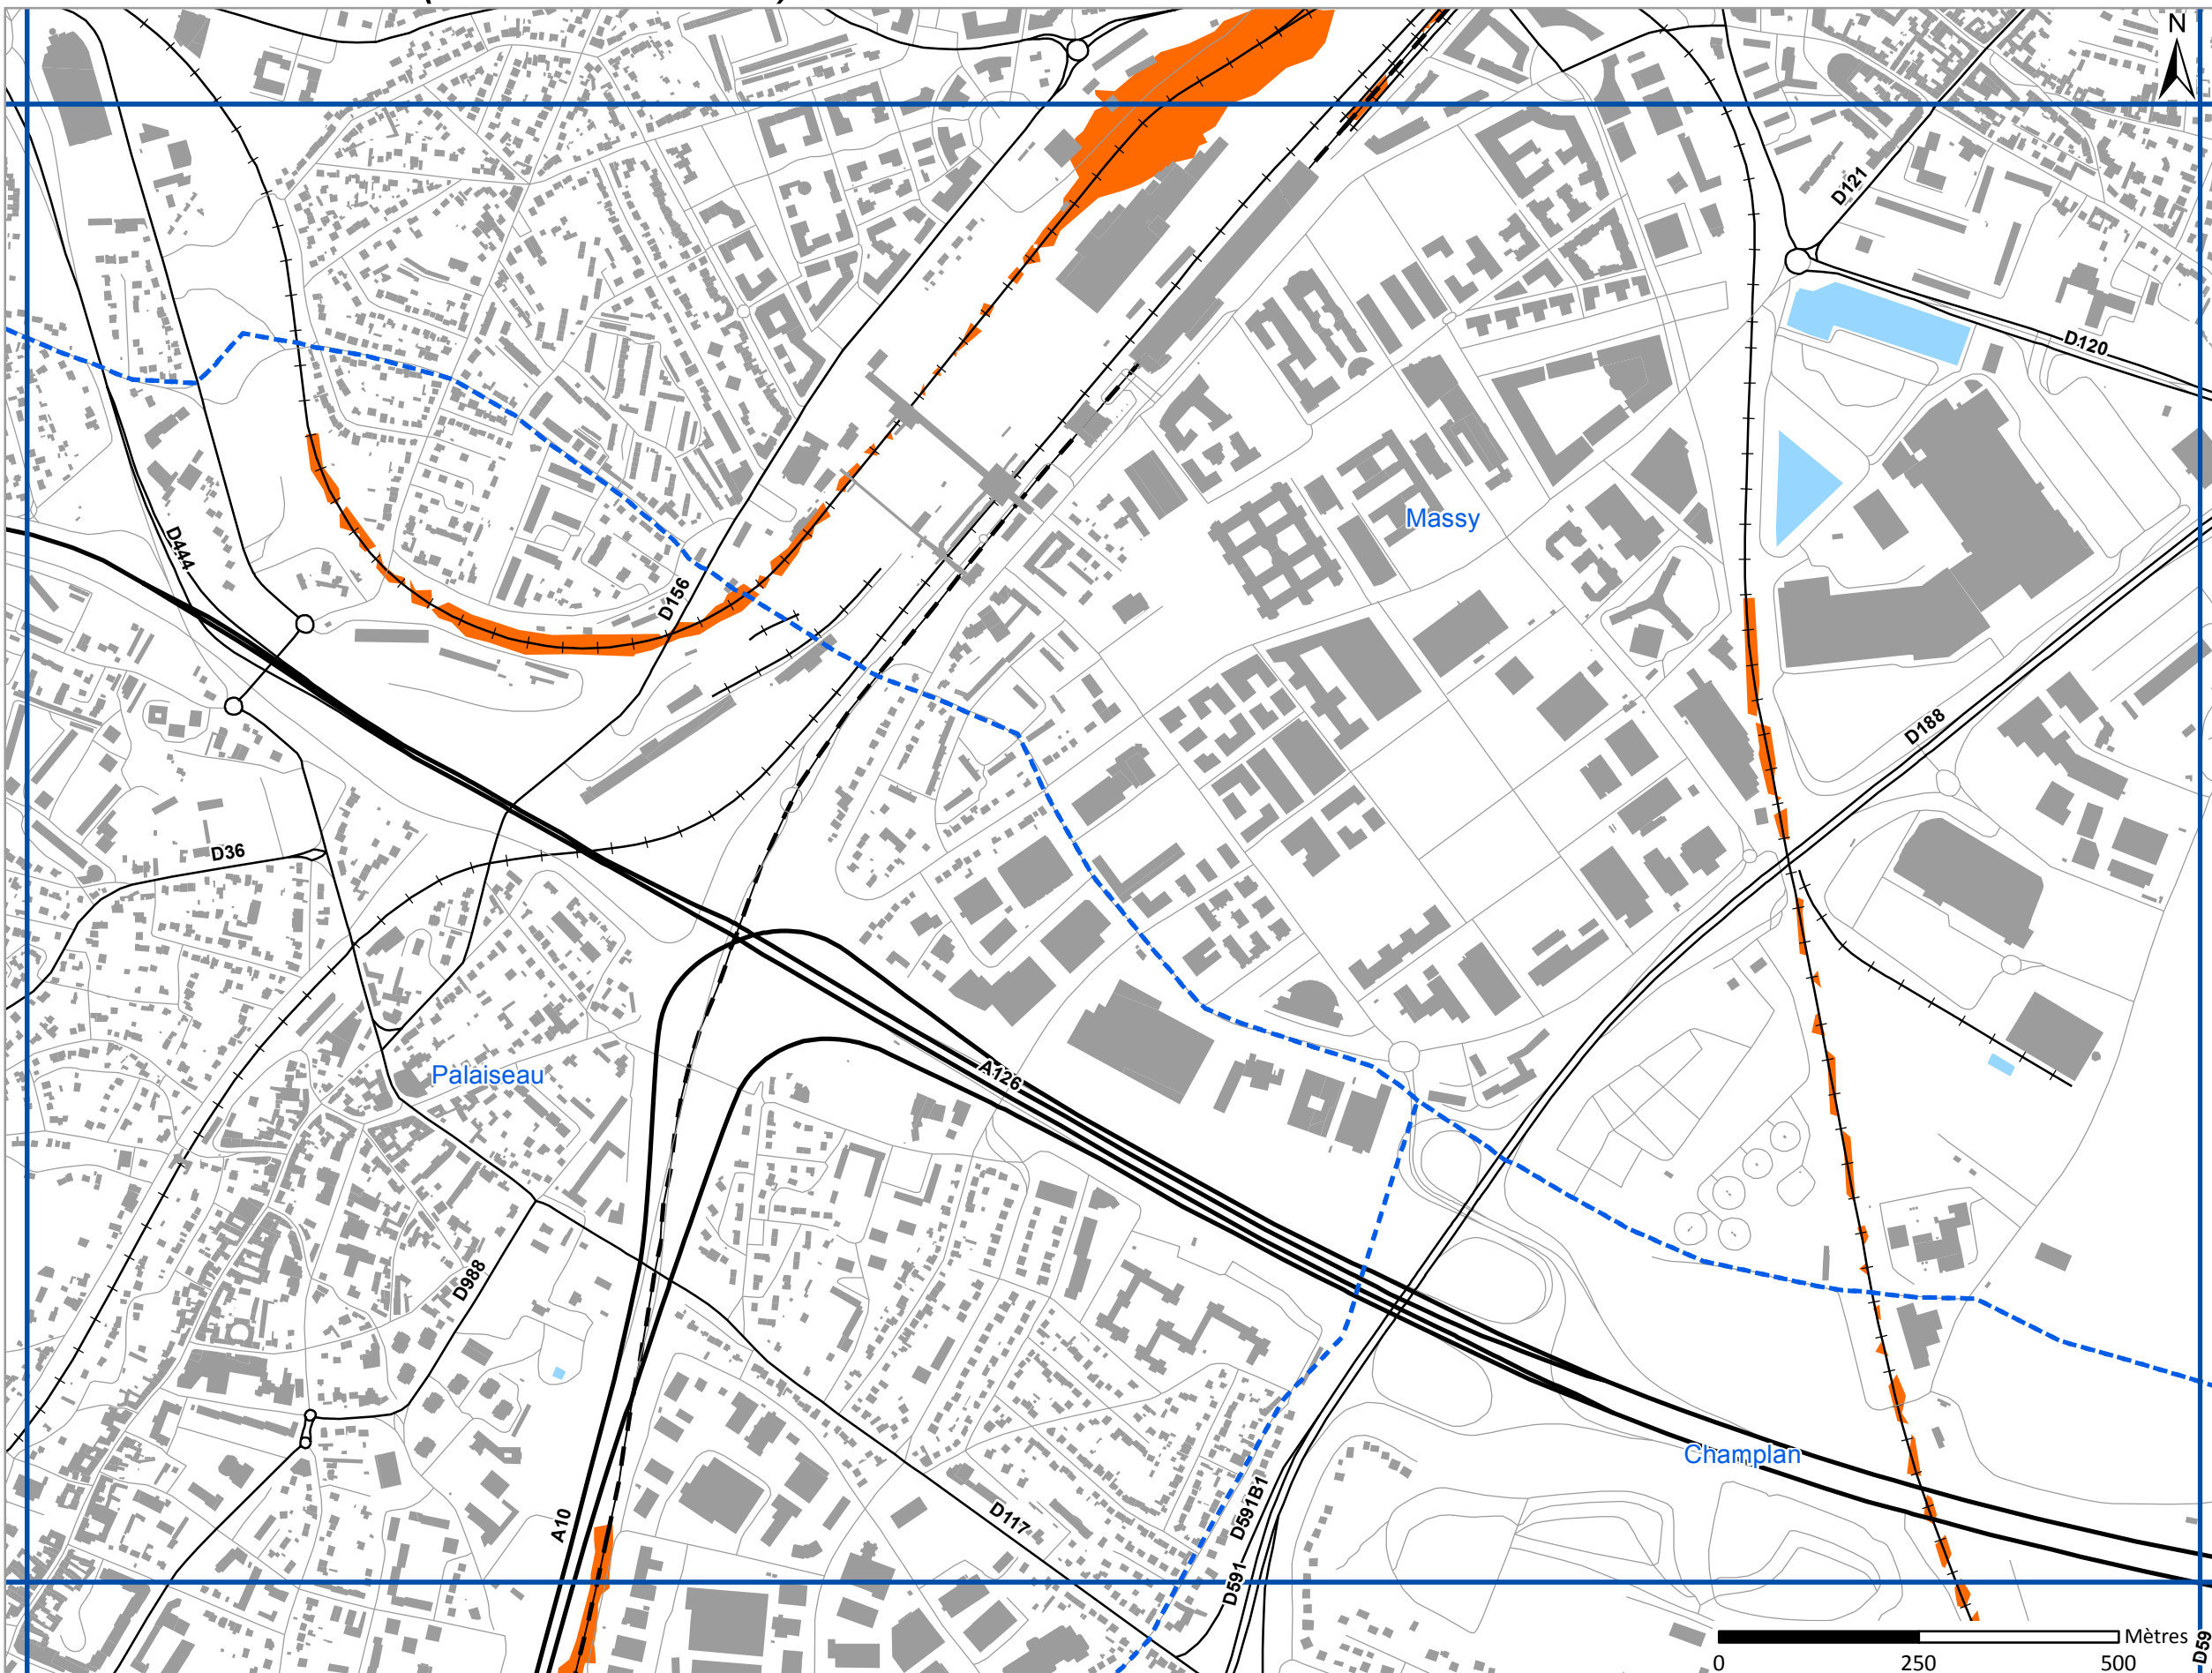 N
D121
D120
D444
Massy
D156
D188
D36
A126
Palaiseau
D988
Champlan
A10
D117
D591B1
D591
Mètres
0 250 500
D59